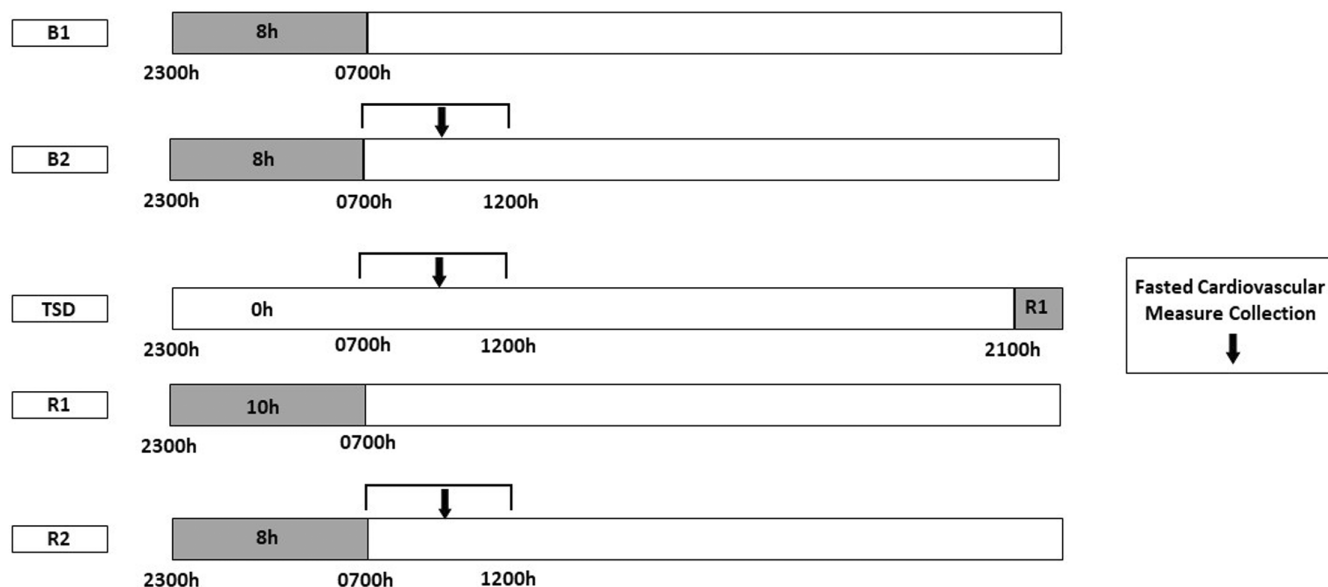 B1
8h
2300h
0700h
B2
8h
2300h
0700h
1200h
TSD
0h
R1
2300h
0700h
1200h
2100h
Fasted Cardiovascular
Measure Collection
R1
10h
2300h
0700h
R2
8h
2300h
0700h
1200h